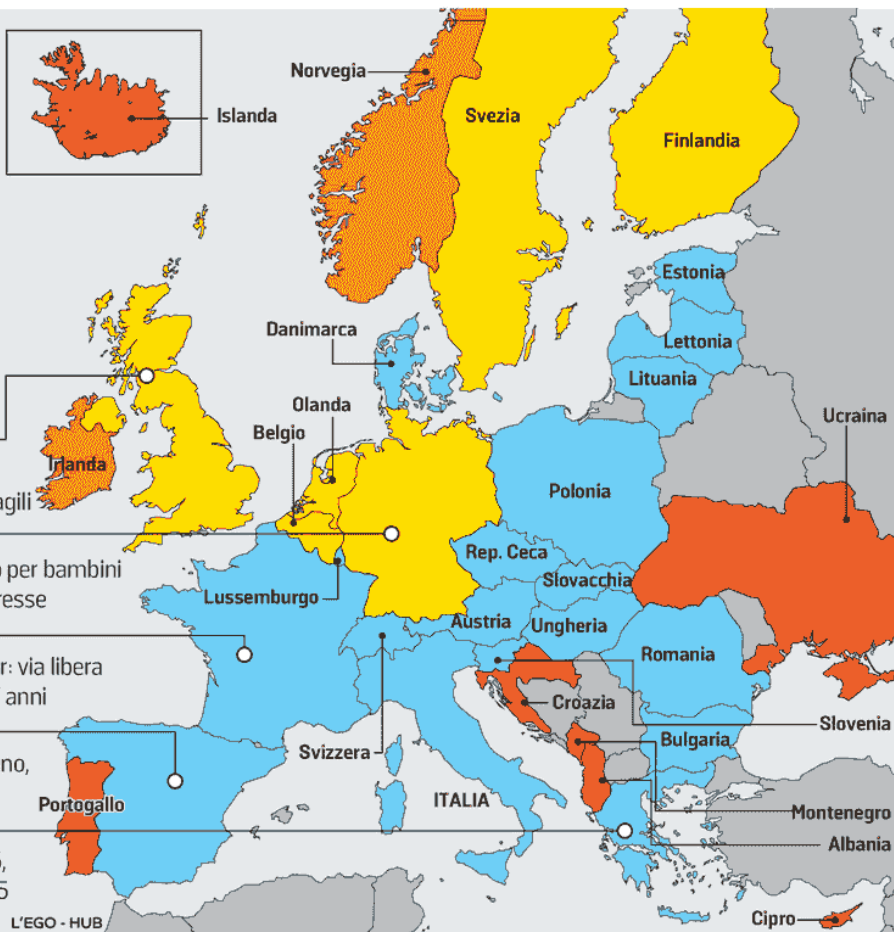 Norvegia
Islanda
Svezia
Finlandia
Estonia
Danimarca
Lettonia
Lituania
Olanda
Belgio
Ucraina
Irlanda
Polonia
agili
Rep. Ceca
per bambini
Slovacchia
resse
Lussemburgo
Austria
Ungheria
Romania
r: via libera
anni
Croazia
Slovenia
Bulgaria
Svizzera
no,
ITALIA
Portogallo
Montenegro
Albania
5
L'EGO - HUB
Cipro